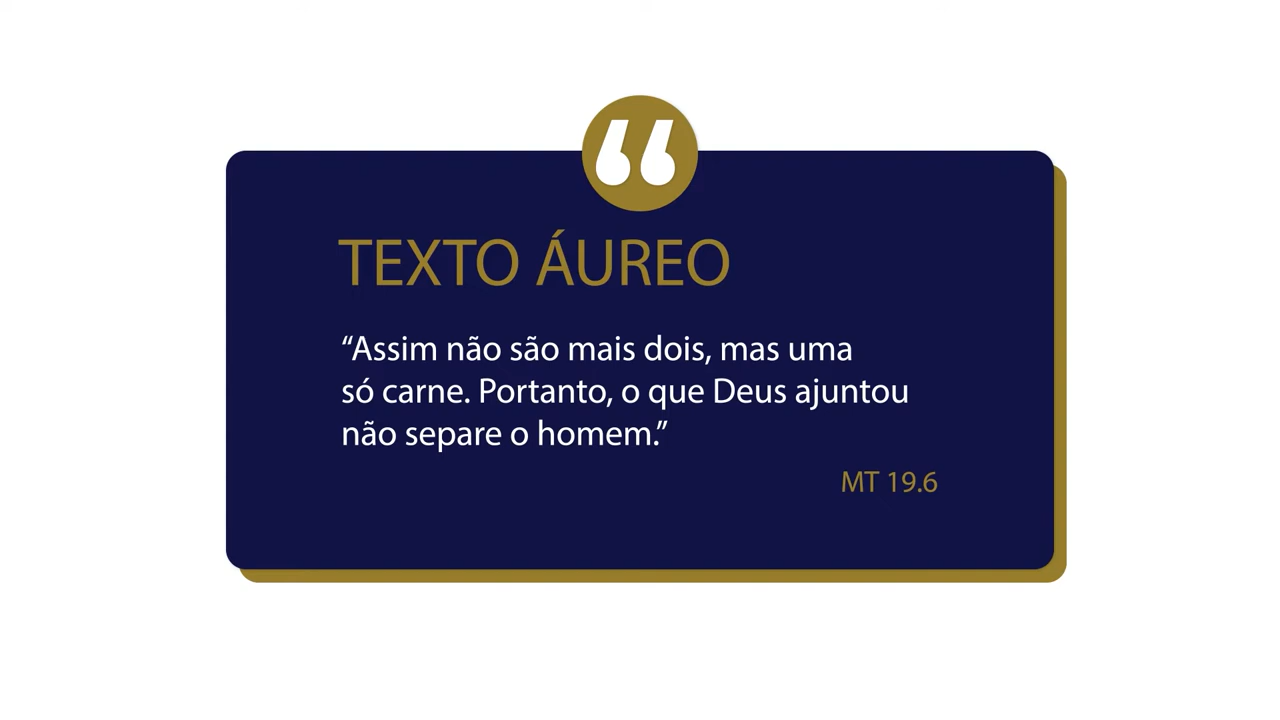 TEXTO ÁUREO
“Assim não são mais dois, mas uma
só carne. Portanto, o que Deus ajuntou
não separe o homem.”
MT 19.6